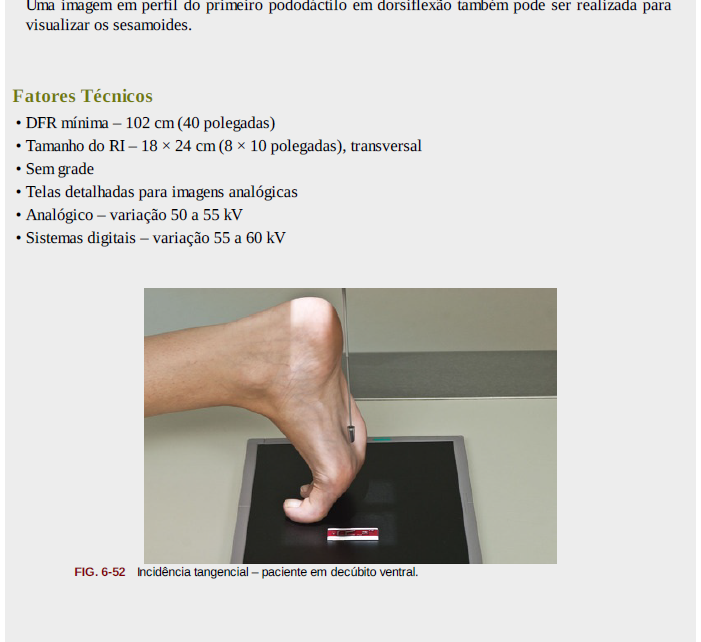 Uma imagem em perfil do primeiro pododáctilo em dorsiflexão também pode ser realizada para
visualizar os sesamoides.
Fatores Técnicos
• DFR mínima – 102 cm (40 polegadas)
• Tamanho do RI – 18 × 24 cm (8 × 10 polegadas), transversal
• Sem grade
• Telas detalhadas para imagens analógicas
• Analógico – variação 50 a 55 kV
• Sistemas digitais – variação 55 a 60 kV
FIG. 6-52 Incidência tangencial – paciente em decúbito ventral.